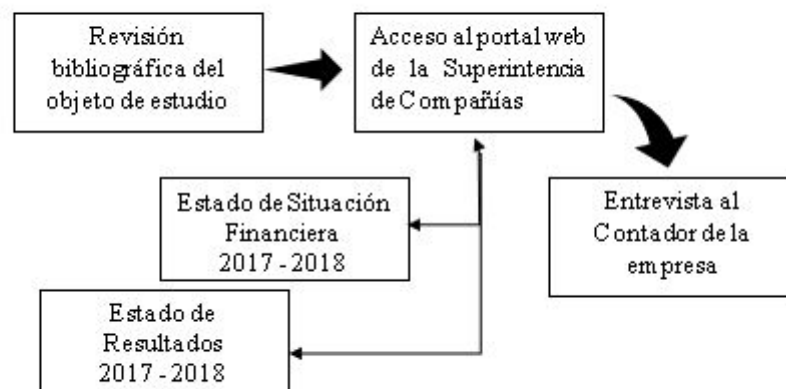 Revisión
bibliográfica del
objeto de estudio
Acceso al portal web
de la Superintencia
de Compañías
Estado de Situación
Financiera
2017 - 2018
Entrevista al
Contador de la
empresa
Estado de
Resultados
2017 - 2018